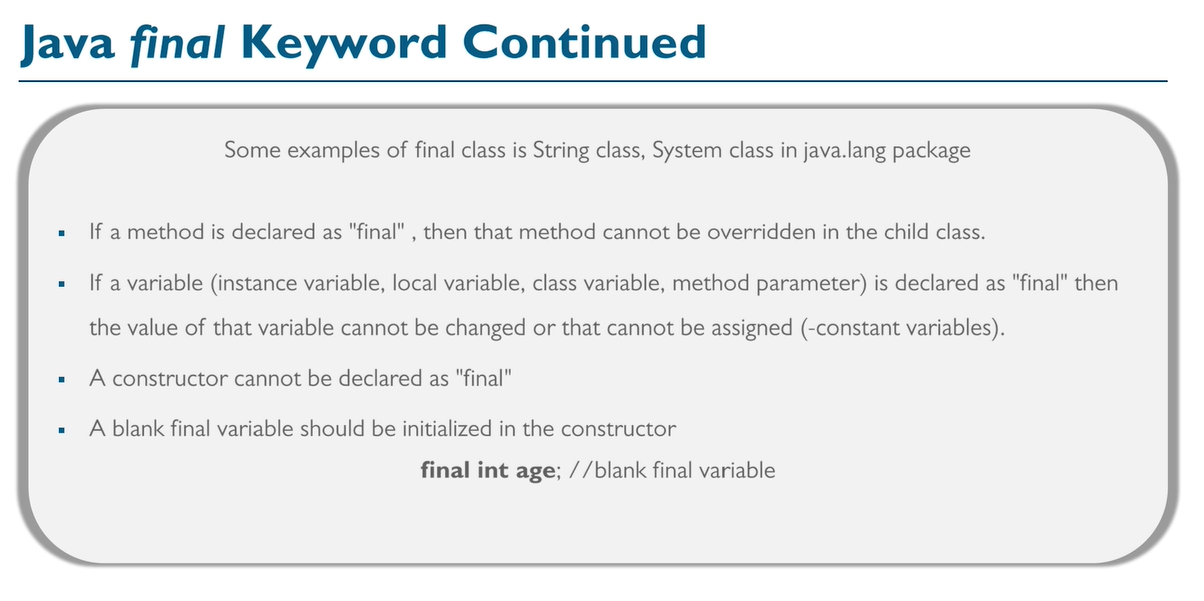 Java final Keyword Continued
Some examples of final class is String class, System class in java.lang package
▪ If a method is declared as "final" , then that method cannot be overridden in the child class.
▪ If a variable (instance variable, local variable, class variable, method parameter) is declared as "final" then
the value of that variable cannot be changed or that cannot be assigned (-constant variables).
▪ A constructor cannot be declared as "final"
▪ A blank final variable should be initialized in the constructor
final int age; //blank final variable